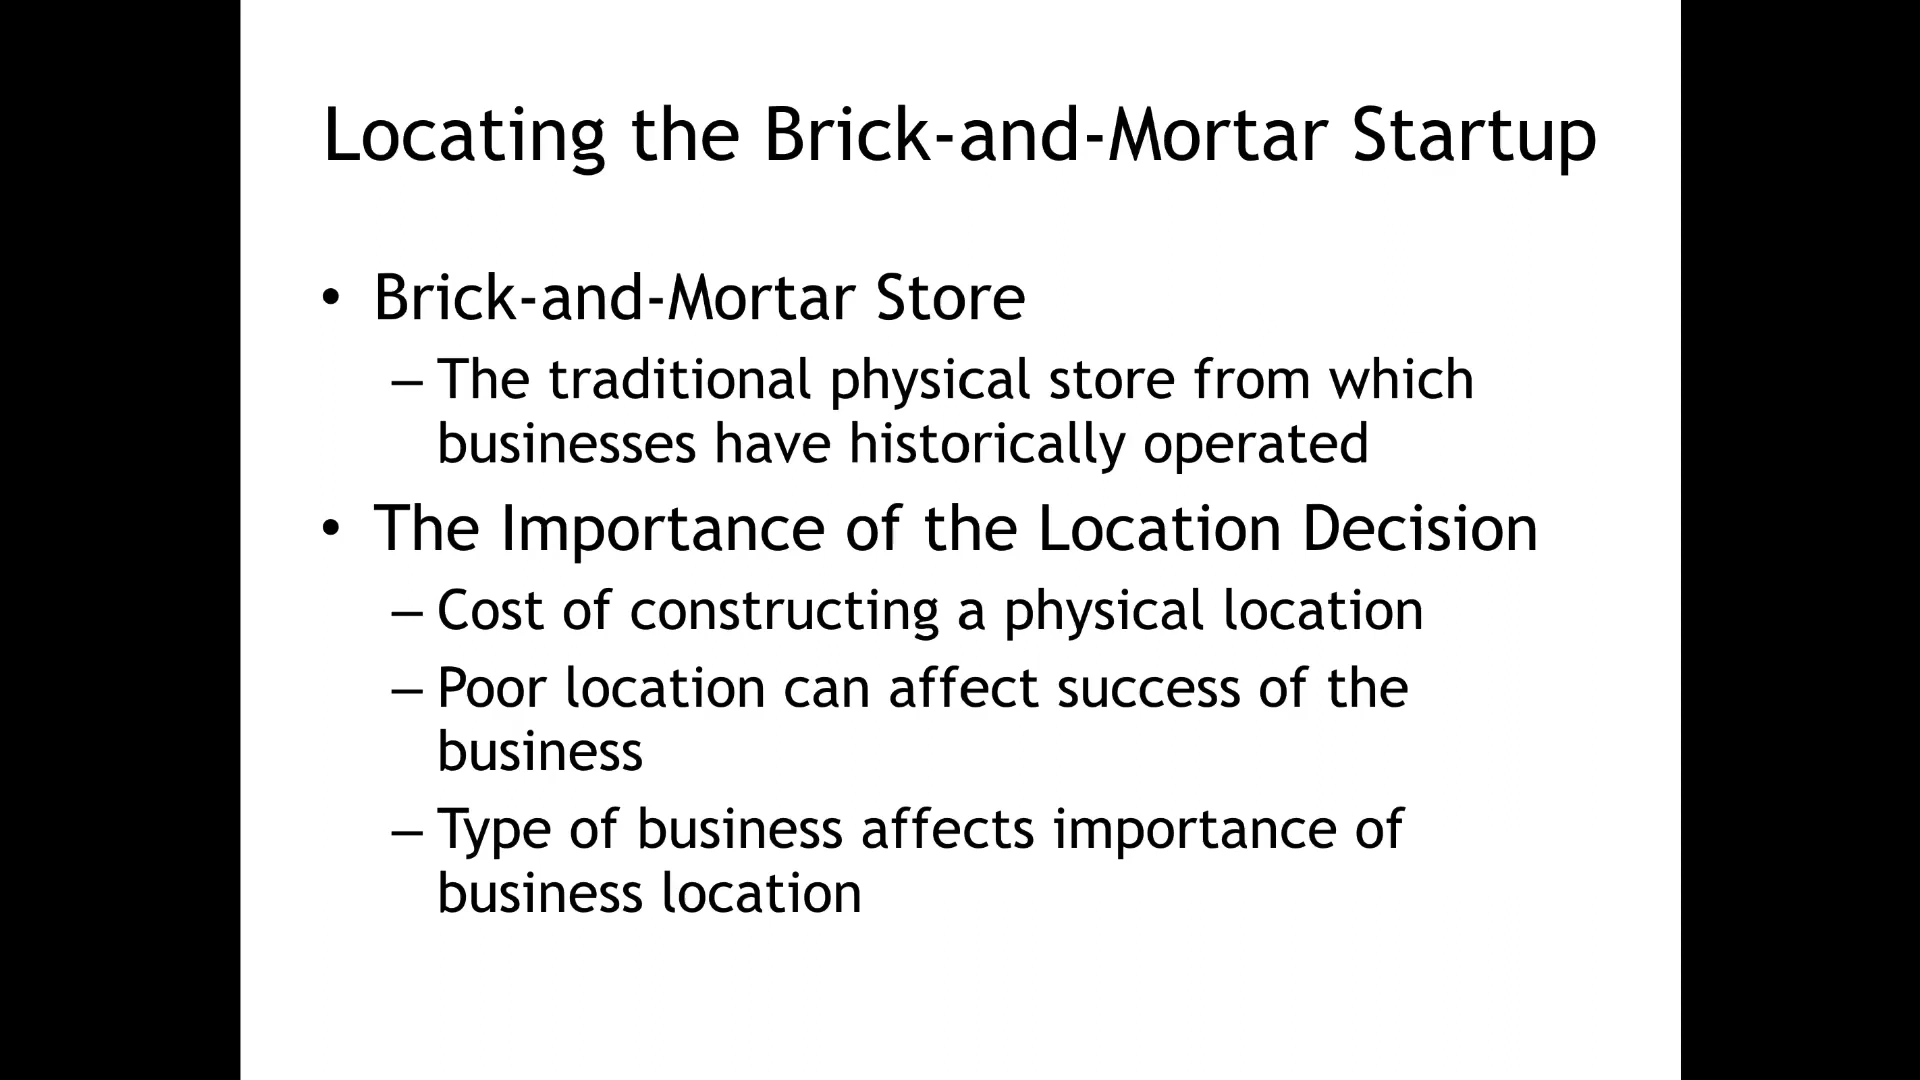 Locating the Brick-and-Mortar Startup
• Brick-and-Mortar Store
– The traditional physical store from which
businesses have historically operated
• The Importance of the Location Decision
– Cost of constructing a physical location
– Poor location can affect success of the
business
– Type of business affects importance of
business location